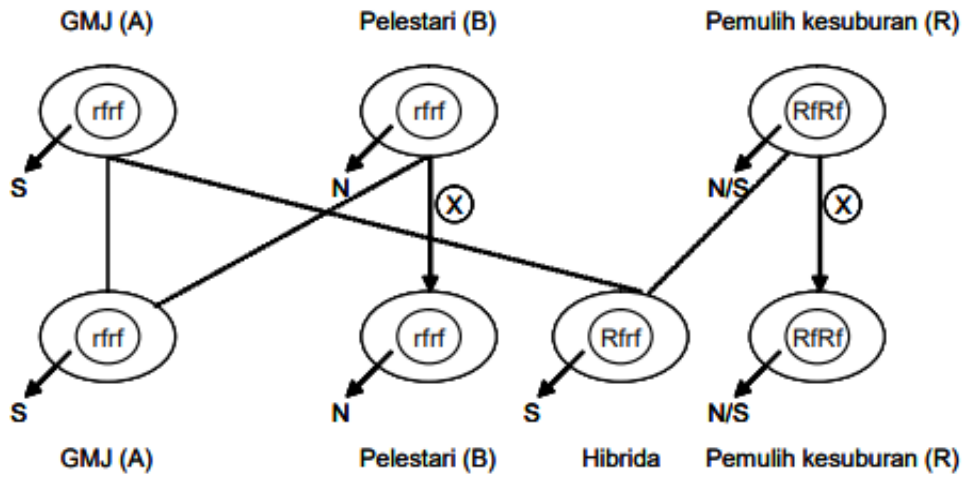 GMJ (A) Pelestari (B) Pemulih kesuburan (R)
rfrf rfrf RfRf
S N N/S
X X
rfrf rfrf Rfrf RfRf
S N S N/S
GMJ (A) Pelestari (B) Hibrida Pemulih kesuburan (R)